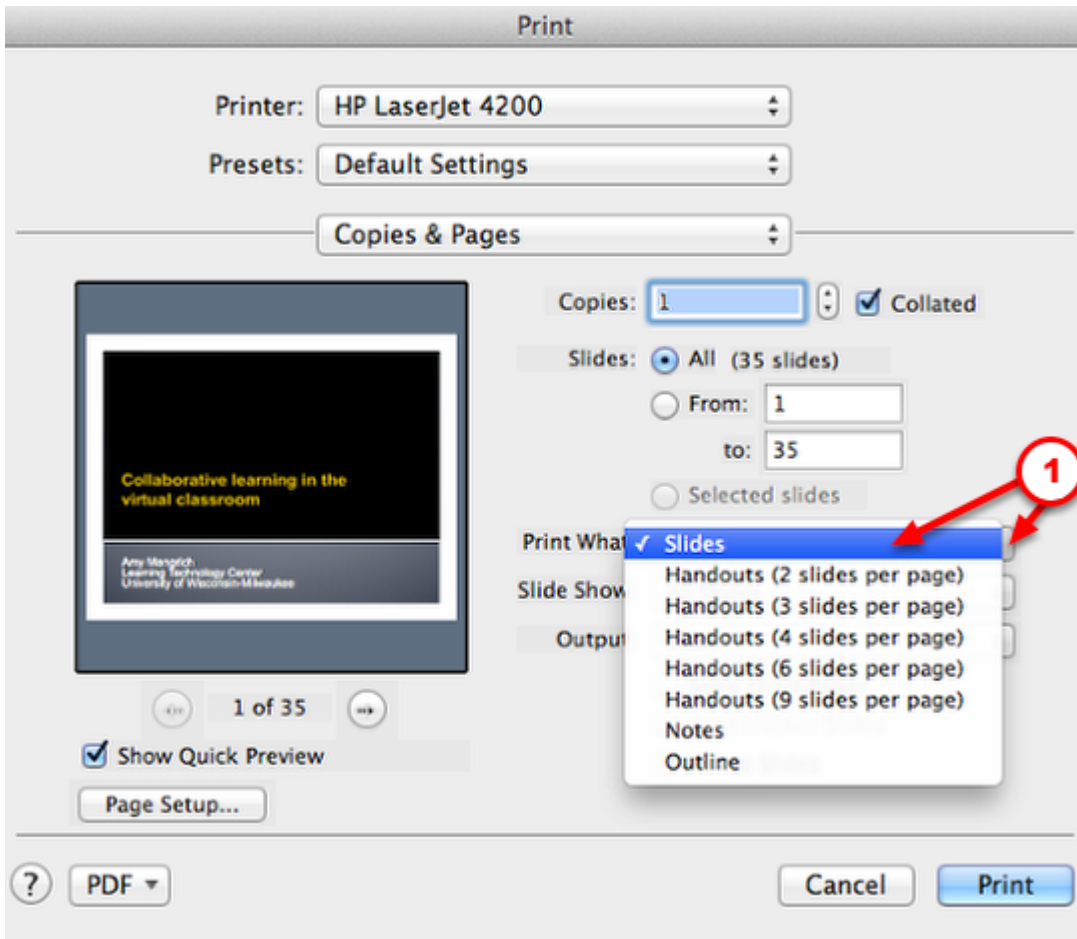 Print
Printer: HP LaserJet 4200
Presets: Default Settings
Copies & Pages
Copies: 1 Collated
Slides: All (35 slides)
From: 1
to: 35
Selected slides
1
Print What ✓ Slides
Handouts (2 slides per page)
Slide Show
Handouts (3 slides per page)
Output
Handouts (4 slides per page)
Handouts (6 slides per page)
Handouts (9 slides per page)
Notes
Outline
Collaborative learning in the
virtual classroom
Amy Mangrich
Learning Technology Center
University of Wisconsin-Milwaukee
1 of 35
Show Quick Preview
Page Setup...
? PDF
Cancel Print